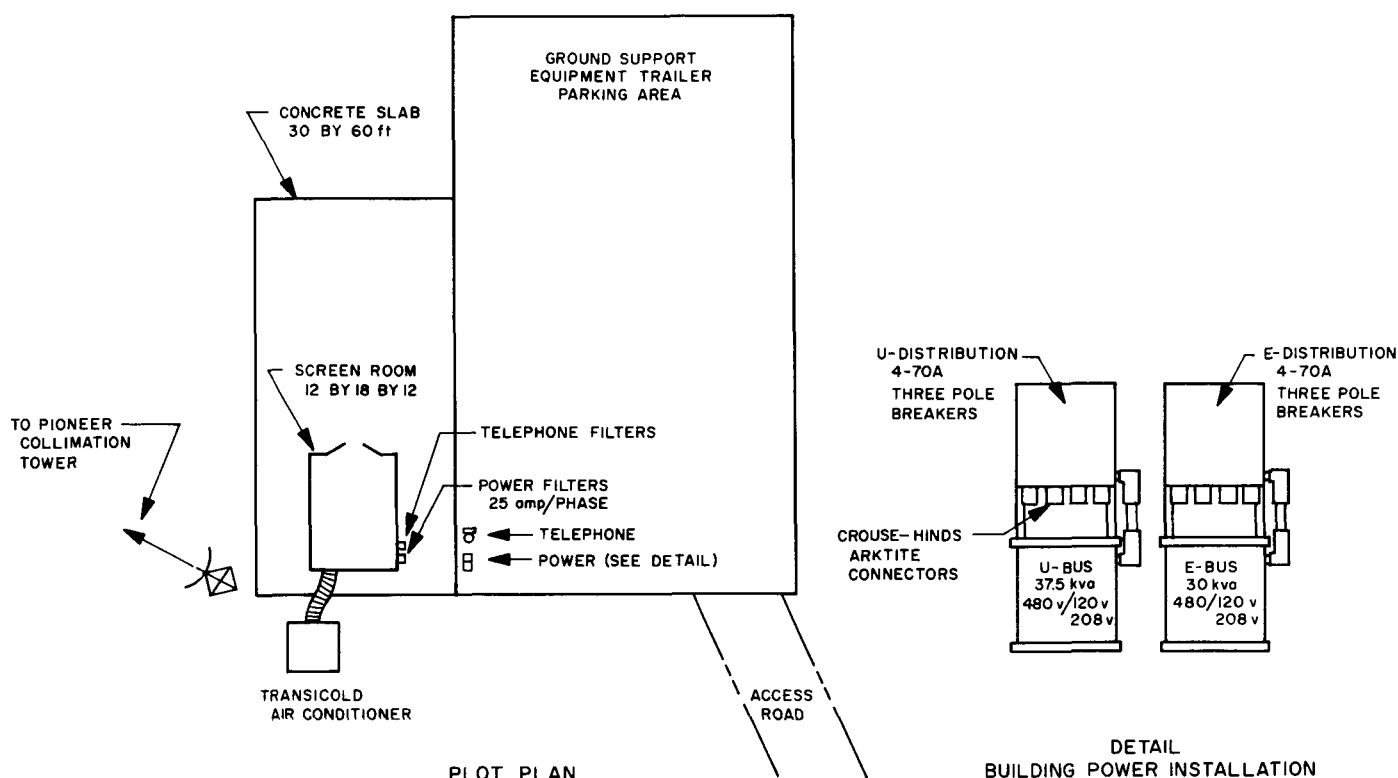 GROUND SUPPORT
EQUIPMENT TRAILER
PARKING AREA
CONCRETE SLAB
30 BY 60 ft
SCREEN ROOM
12 BY 18 BY 12
TO PIONEER
COLLIMATION
TOWER
TELEPHONE FILTERS
POWER FILTERS
25 amp/PHASE
TELEPHONE
POWER (SEE DETAIL)
TRANSICOLD
AIR CONDITIONER
ACCESS
ROAD
PLOT PLAN
U-DISTRIBUTION
4-70A
THREE POLE
BREAKERS
E-DISTRIBUTION
4-70A
THREE POLE
BREAKERS
CROUSE-HINDS
ARKTITE
CONNECTORS
U-BUS
37.5 kva
480 v/120 v
208 v
E-BUS
30 kva
480/120 v
208 v
DETAIL
BUILDING POWER INSTALLATION